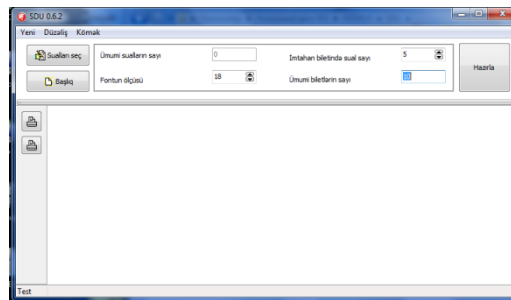 SDU 0.6.2
Yeni Düzəliş Kömək
Sualları seç
Ümumi sualların sayı
0
İmtahan biletində sual sayı
5
Hazırla
Başlıq
Fontun ölçüsü
18
Ümumi biletlərin sayı
10
Test